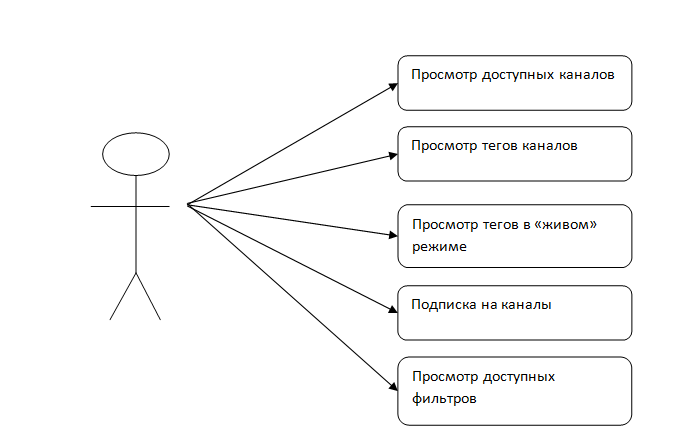 Просмотр доступных каналов
Просмотр тегов каналов
Просмотр тегов в «живом»
режиме
Подписка на каналы
Просмотр доступных
фильтров